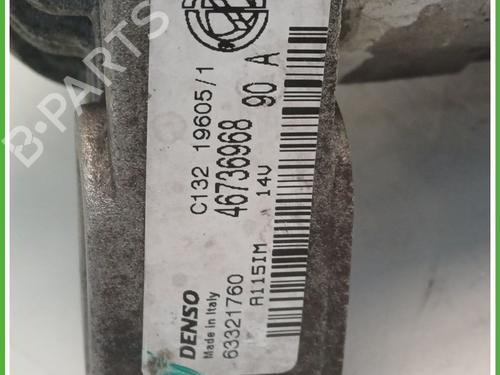 C132 19605/1
46736968 90 A
14V
DENSO
Made in Italy
63321760 A115IM
B-PARTS